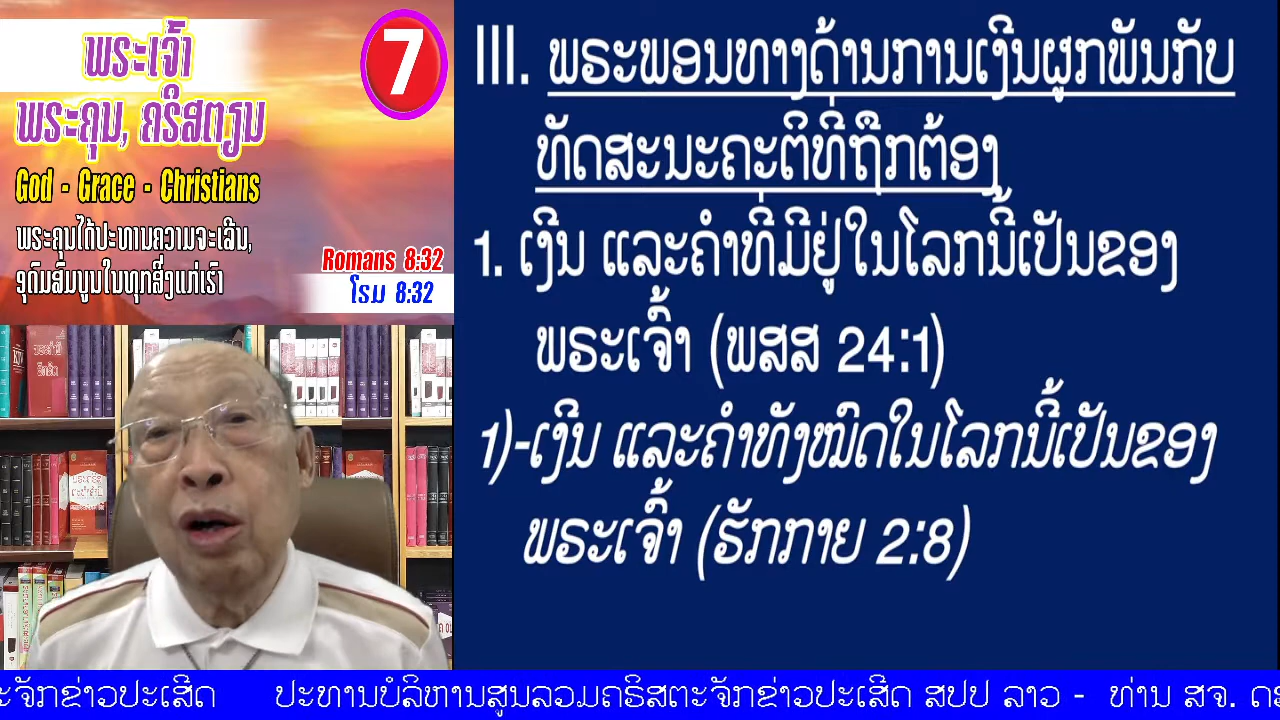 ພຣະເຈົ້າ
ພຣະຄຸນ, ຄຣິສຕຽນ
God - Grace - Christians
ພຣະຄຸນໄດ້ປະທານຄວາມຈະເລີນ,
ອຸດົມສົມບູນໃນທຸກສິ່ງແກ່ເຮົາ
7
Romans 8:32
ໂຣມ 8:32
III. ພຣະພອນທາງດ້ານການເງີນຜູກພັນກັບ
ທັດສະນະຄະຕິທີ່ຖືກຕ້ອງ
1. ເງີນ ແລະຄຳທີ່ມີຢູ່ໃນໂລກນີ້ເປັນຂອງ
ພຣະເຈົ້າ (ພສສ 24:1)
1)-ເງີນ ແລະຄຳທັງໝົດໃນໂລກນີ້ເປັນຂອງ
ພຣະເຈົ້າ (ຮັກກາຍ 2:8)
ະຈັກຂ່າວປະເສີດ ປະທານບໍລິຫານສູນລວມຄຣິສຕະຈັກຂ່າວປະເສີດ ສປປ ລາວ - ທ່ານ ສຈ.